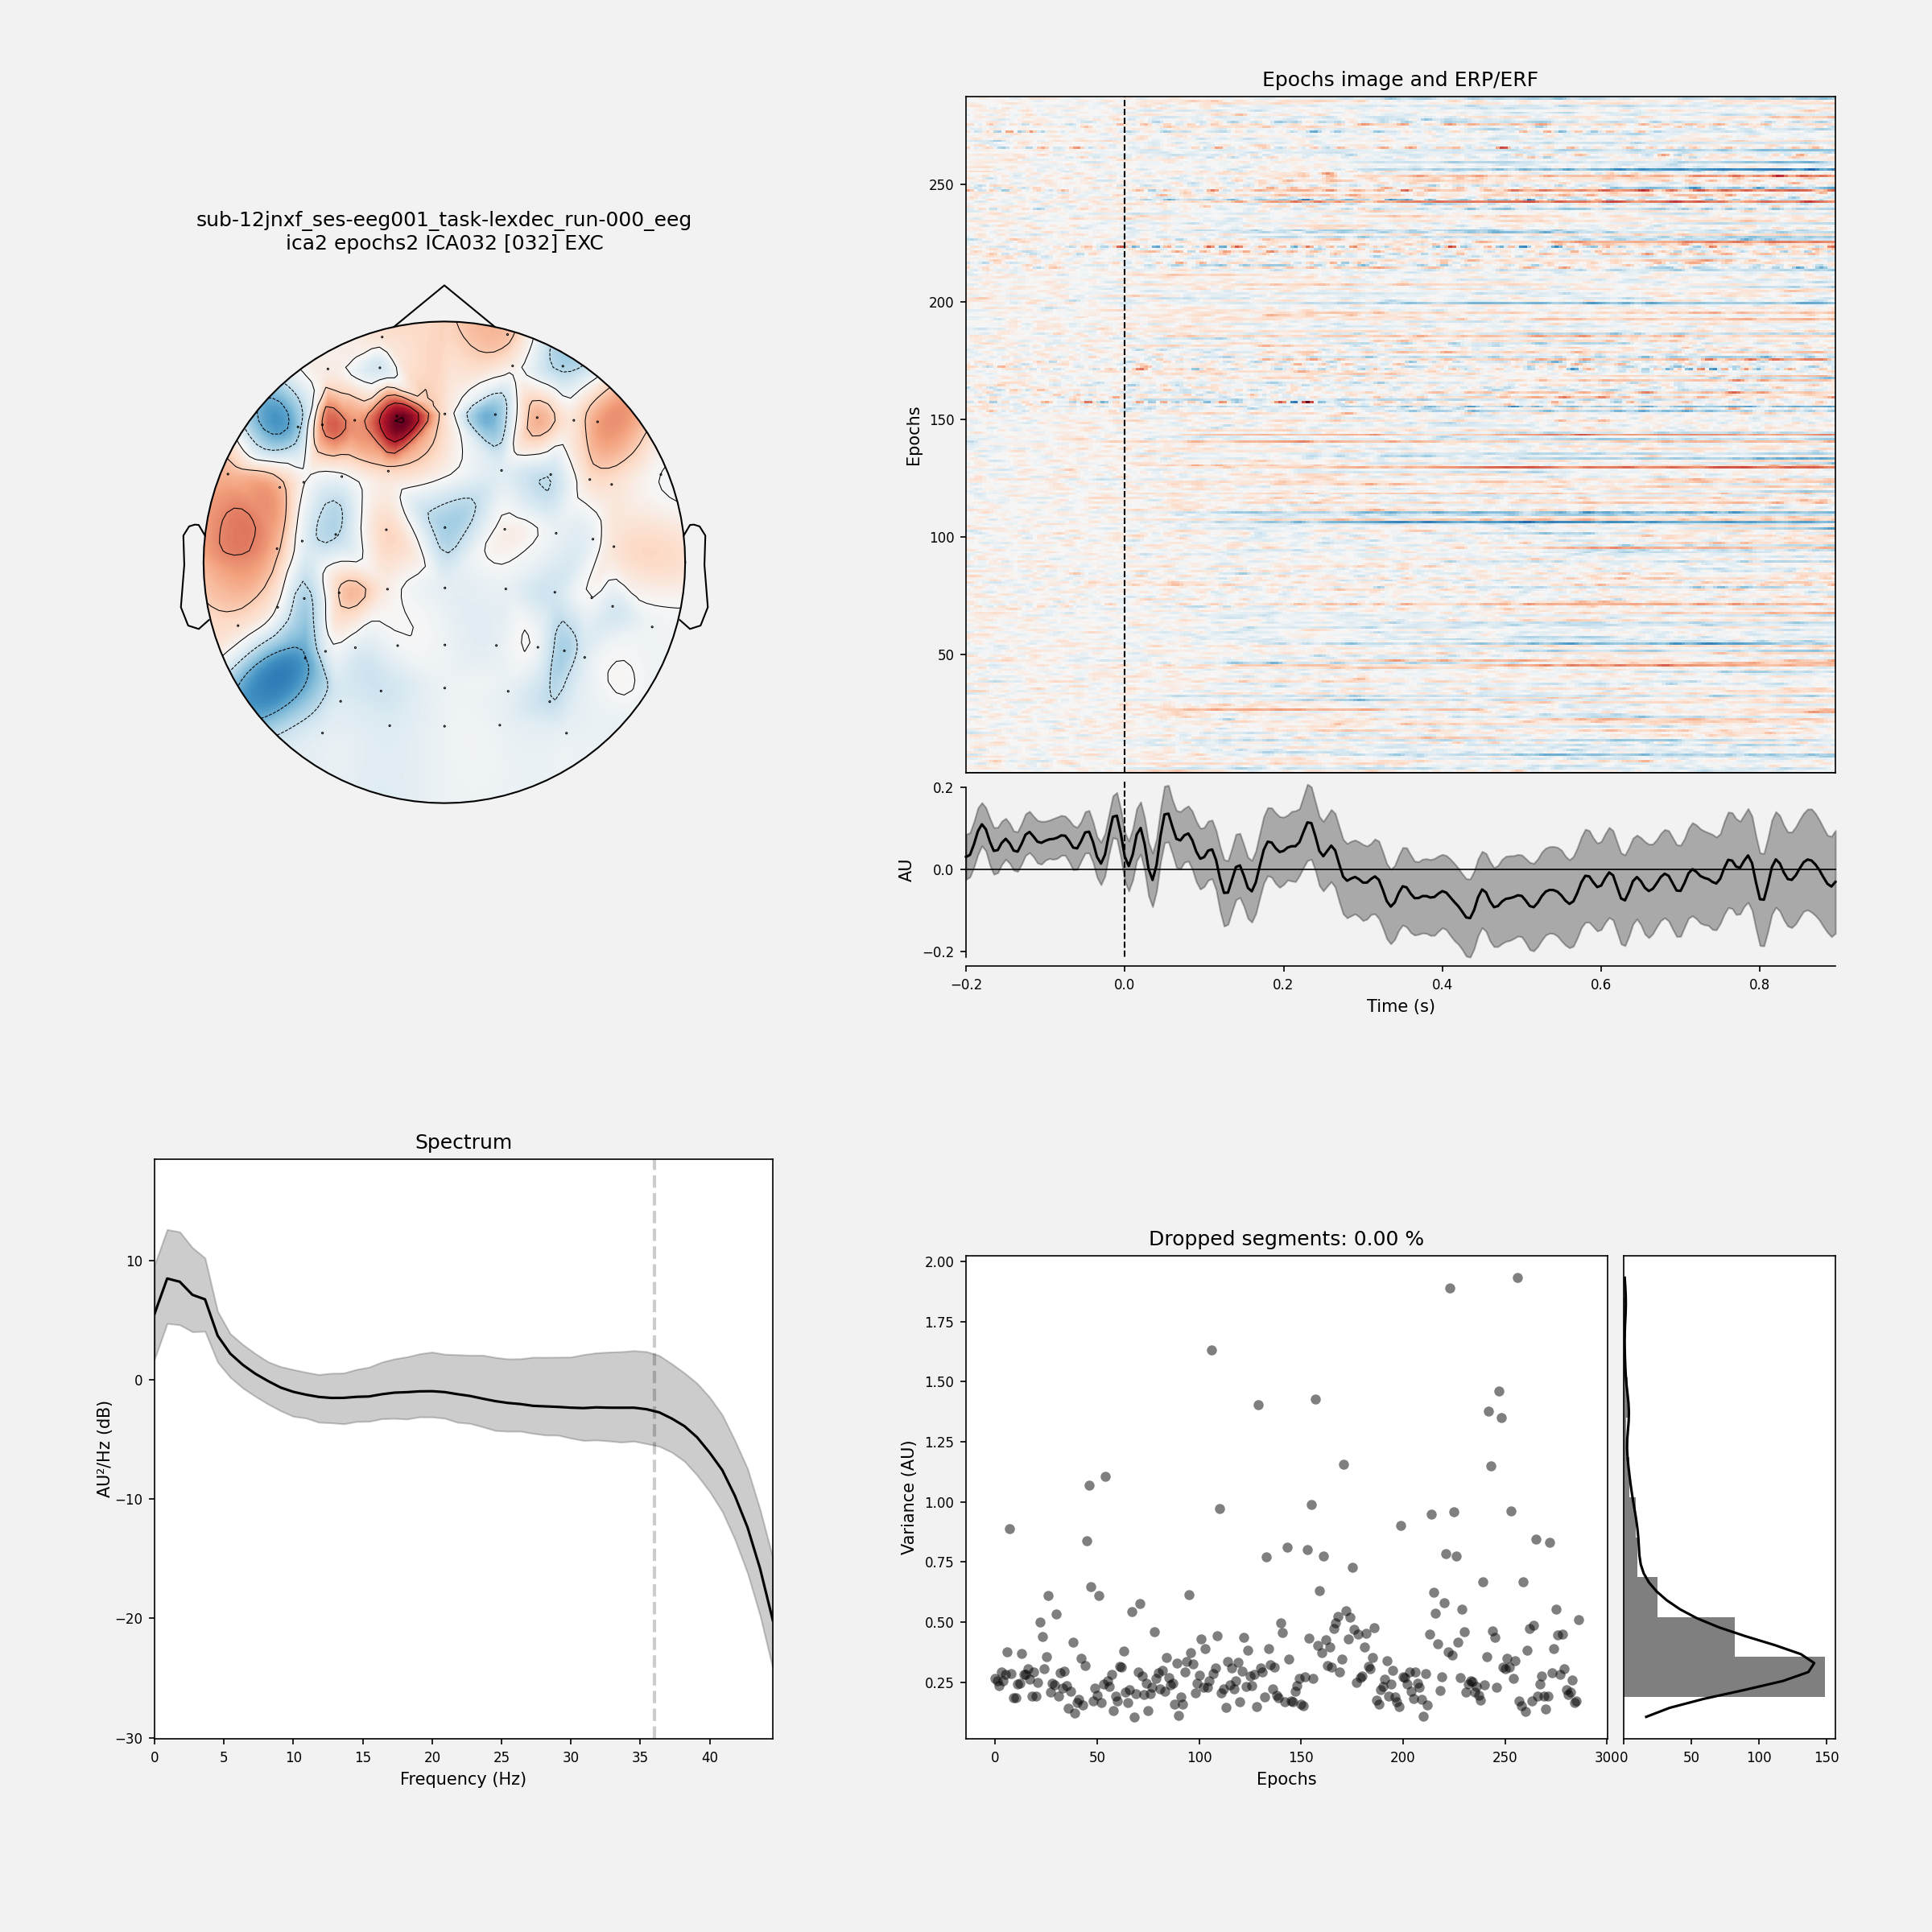 sub-12jnxf_ses-eeg001_task-lexdec_run-000_eeg
ica2 epochs2 ICA032 [032] EXC
Epochs image and ERP/ERF
Epochs
250
200
150
100
50
AU
0.2
0.0
−0.2
−0.2 0.0 0.2 0.4 0.6 0.8
Time (s)
Spectrum
AU²/Hz (dB)
10
0
−10
−20
−30
0 5 10 15 20 25 30 35 40
Frequency (Hz)
Dropped segments: 0.00 %
Variance (AU)
2.00
1.75
1.50
1.25
1.00
0.75
0.50
0.25
0 50 100 150 200 250 300
Epochs
0 50 100 150